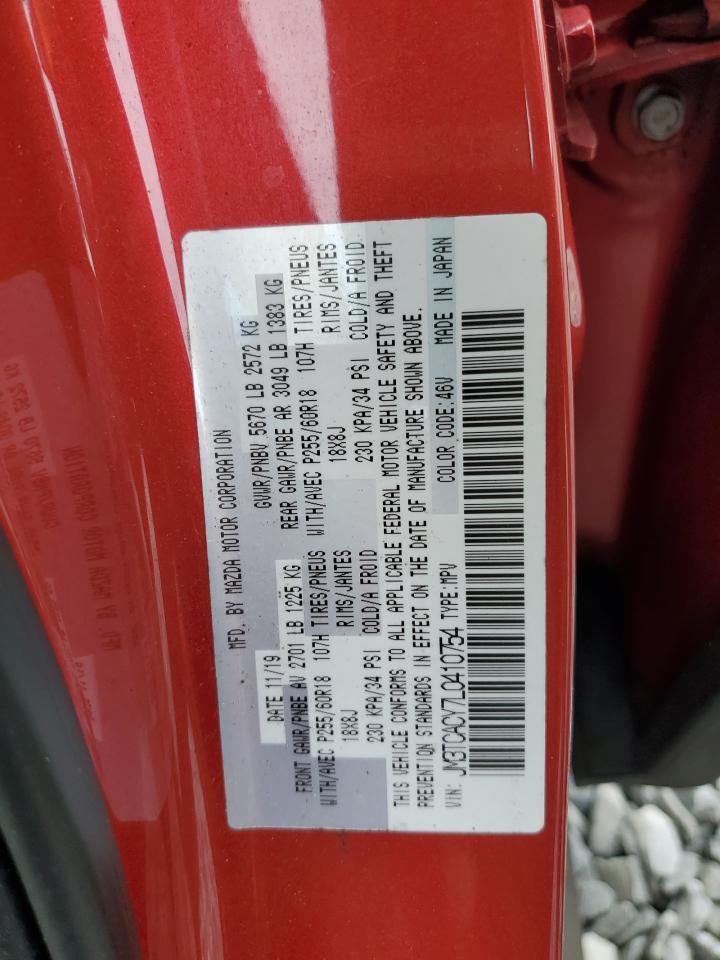 MFD. BY MAZDA MOTOR CORPORATION
DATE 11/19 GVWR/PNBV 5670 LB 2572 KG
FRONT GAWR/PNBE AV 2701 LB 1225 KG REAR GAWR/PNBE AR 3049 LB 1383 KG
WITH/AVEC P255/60R18 107H TIRES/PNEUS WITH/AVEC P255/60R18 107H TIRES/PNEUS
18X8J RIMS/JANTES 18X8J RIMS/JANTES
230 KPA/34 PSI COLD/A FROID 230 KPA/34 PSI COLD/A FROID
THIS VEHICLE CONFORMS TO ALL APPLICABLE FEDERAL MOTOR VEHICLE SAFETY AND THEFT
PREVENTION STANDARDS IN EFFECT ON THE DATE OF MANUFACTURE SHOWN ABOVE.
COLOR CODE:46V MADE IN JAPAN
VIN: JM3TCACY7L0410754 TYPE:MPV